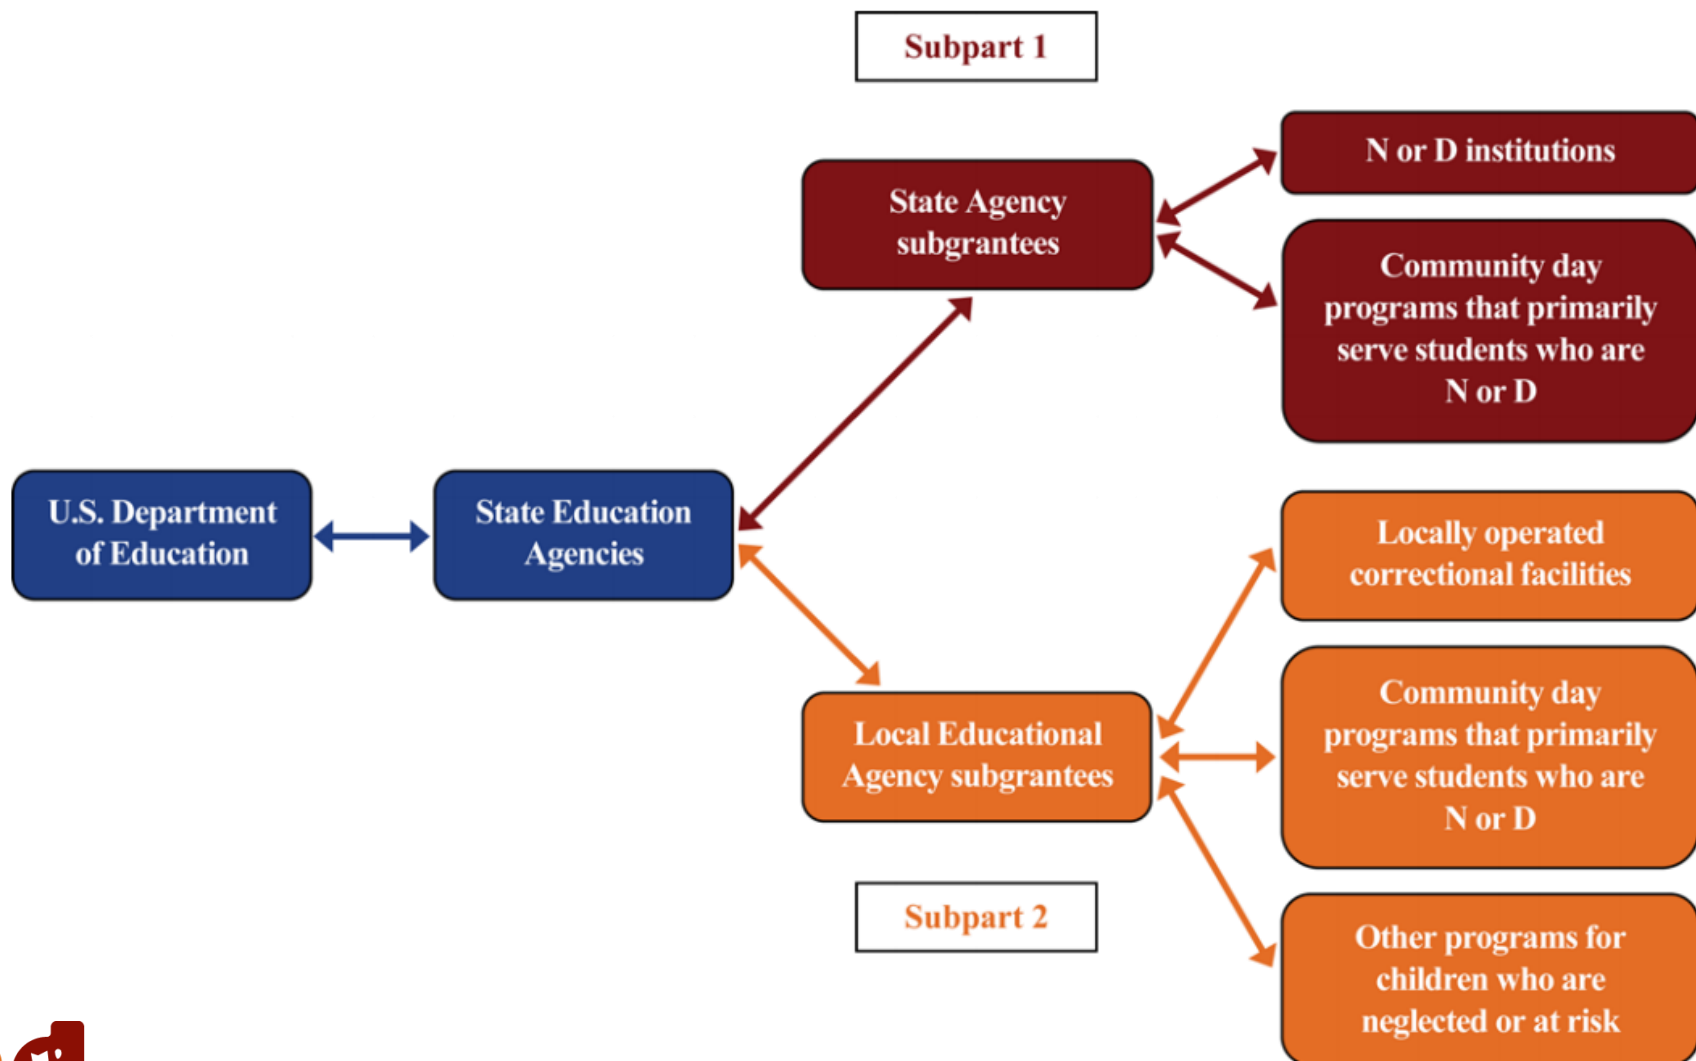 Subpart 1
N or D institutions
State Agency
subgrantees
Community day
programs that primarily
serve students who are
N or D
U.S. Department
of Education
State Education
Agencies
Locally operated
correctional facilities
Local Educational
Agency subgrantees
Community day
programs that primarily
serve students who are
N or D
Subpart 2
Other programs for
children who are
neglected or at risk